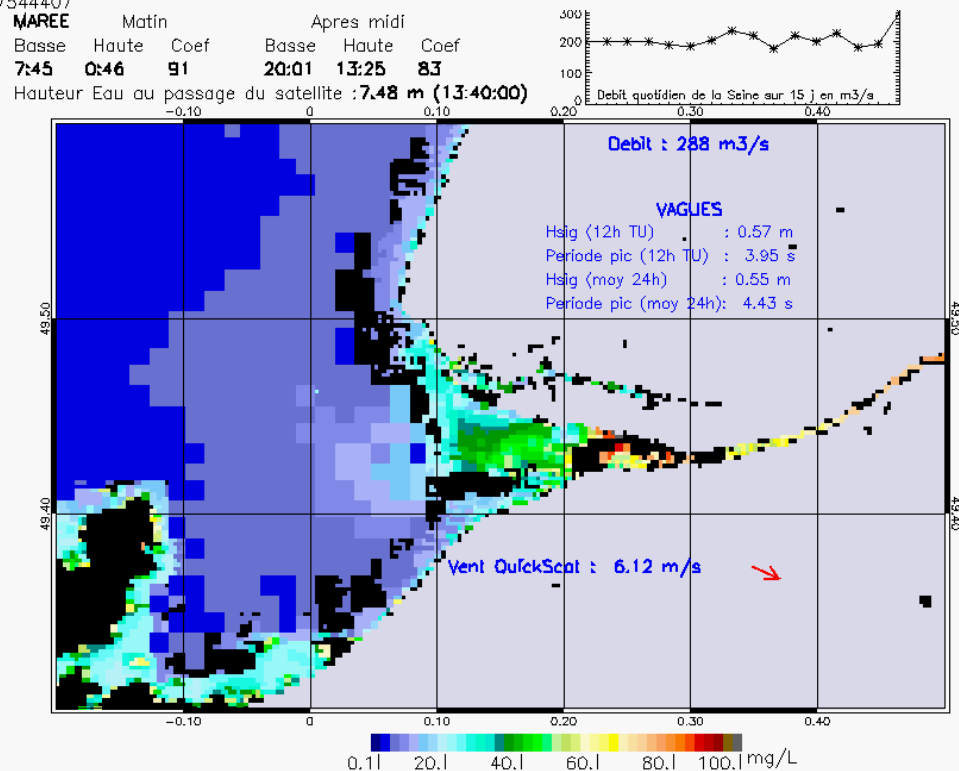 7544407
MAREE Matin Apres midi
Basse Haute Coef Basse Haute Coef
7:45 0:46 91 20:01 13:25 83
Hauteur Eau au passage du satellite : 7.48 m (13:40:00)
300
200
100
0
Debit quotidien de la Seine sur 15 j en m3/s
-0.10 0 0.10 0.20 0.30 0.40
Debit : 288 m3/s
VAGUES
Hsig (12h TU) : 0.57 m
Periode pic (12h TU) : 3.95 s
Hsig (moy 24h) : 0.55 m
Periode pic (moy 24h): 4.43 s
49.50 49.50
49.40 49.40
Vent QuickScat : 6.12 m/s
-0.10 0 0.10 0.20 0.30 0.40
0.1 20.1 40.1 60.1 80.1 100.1 mg/L